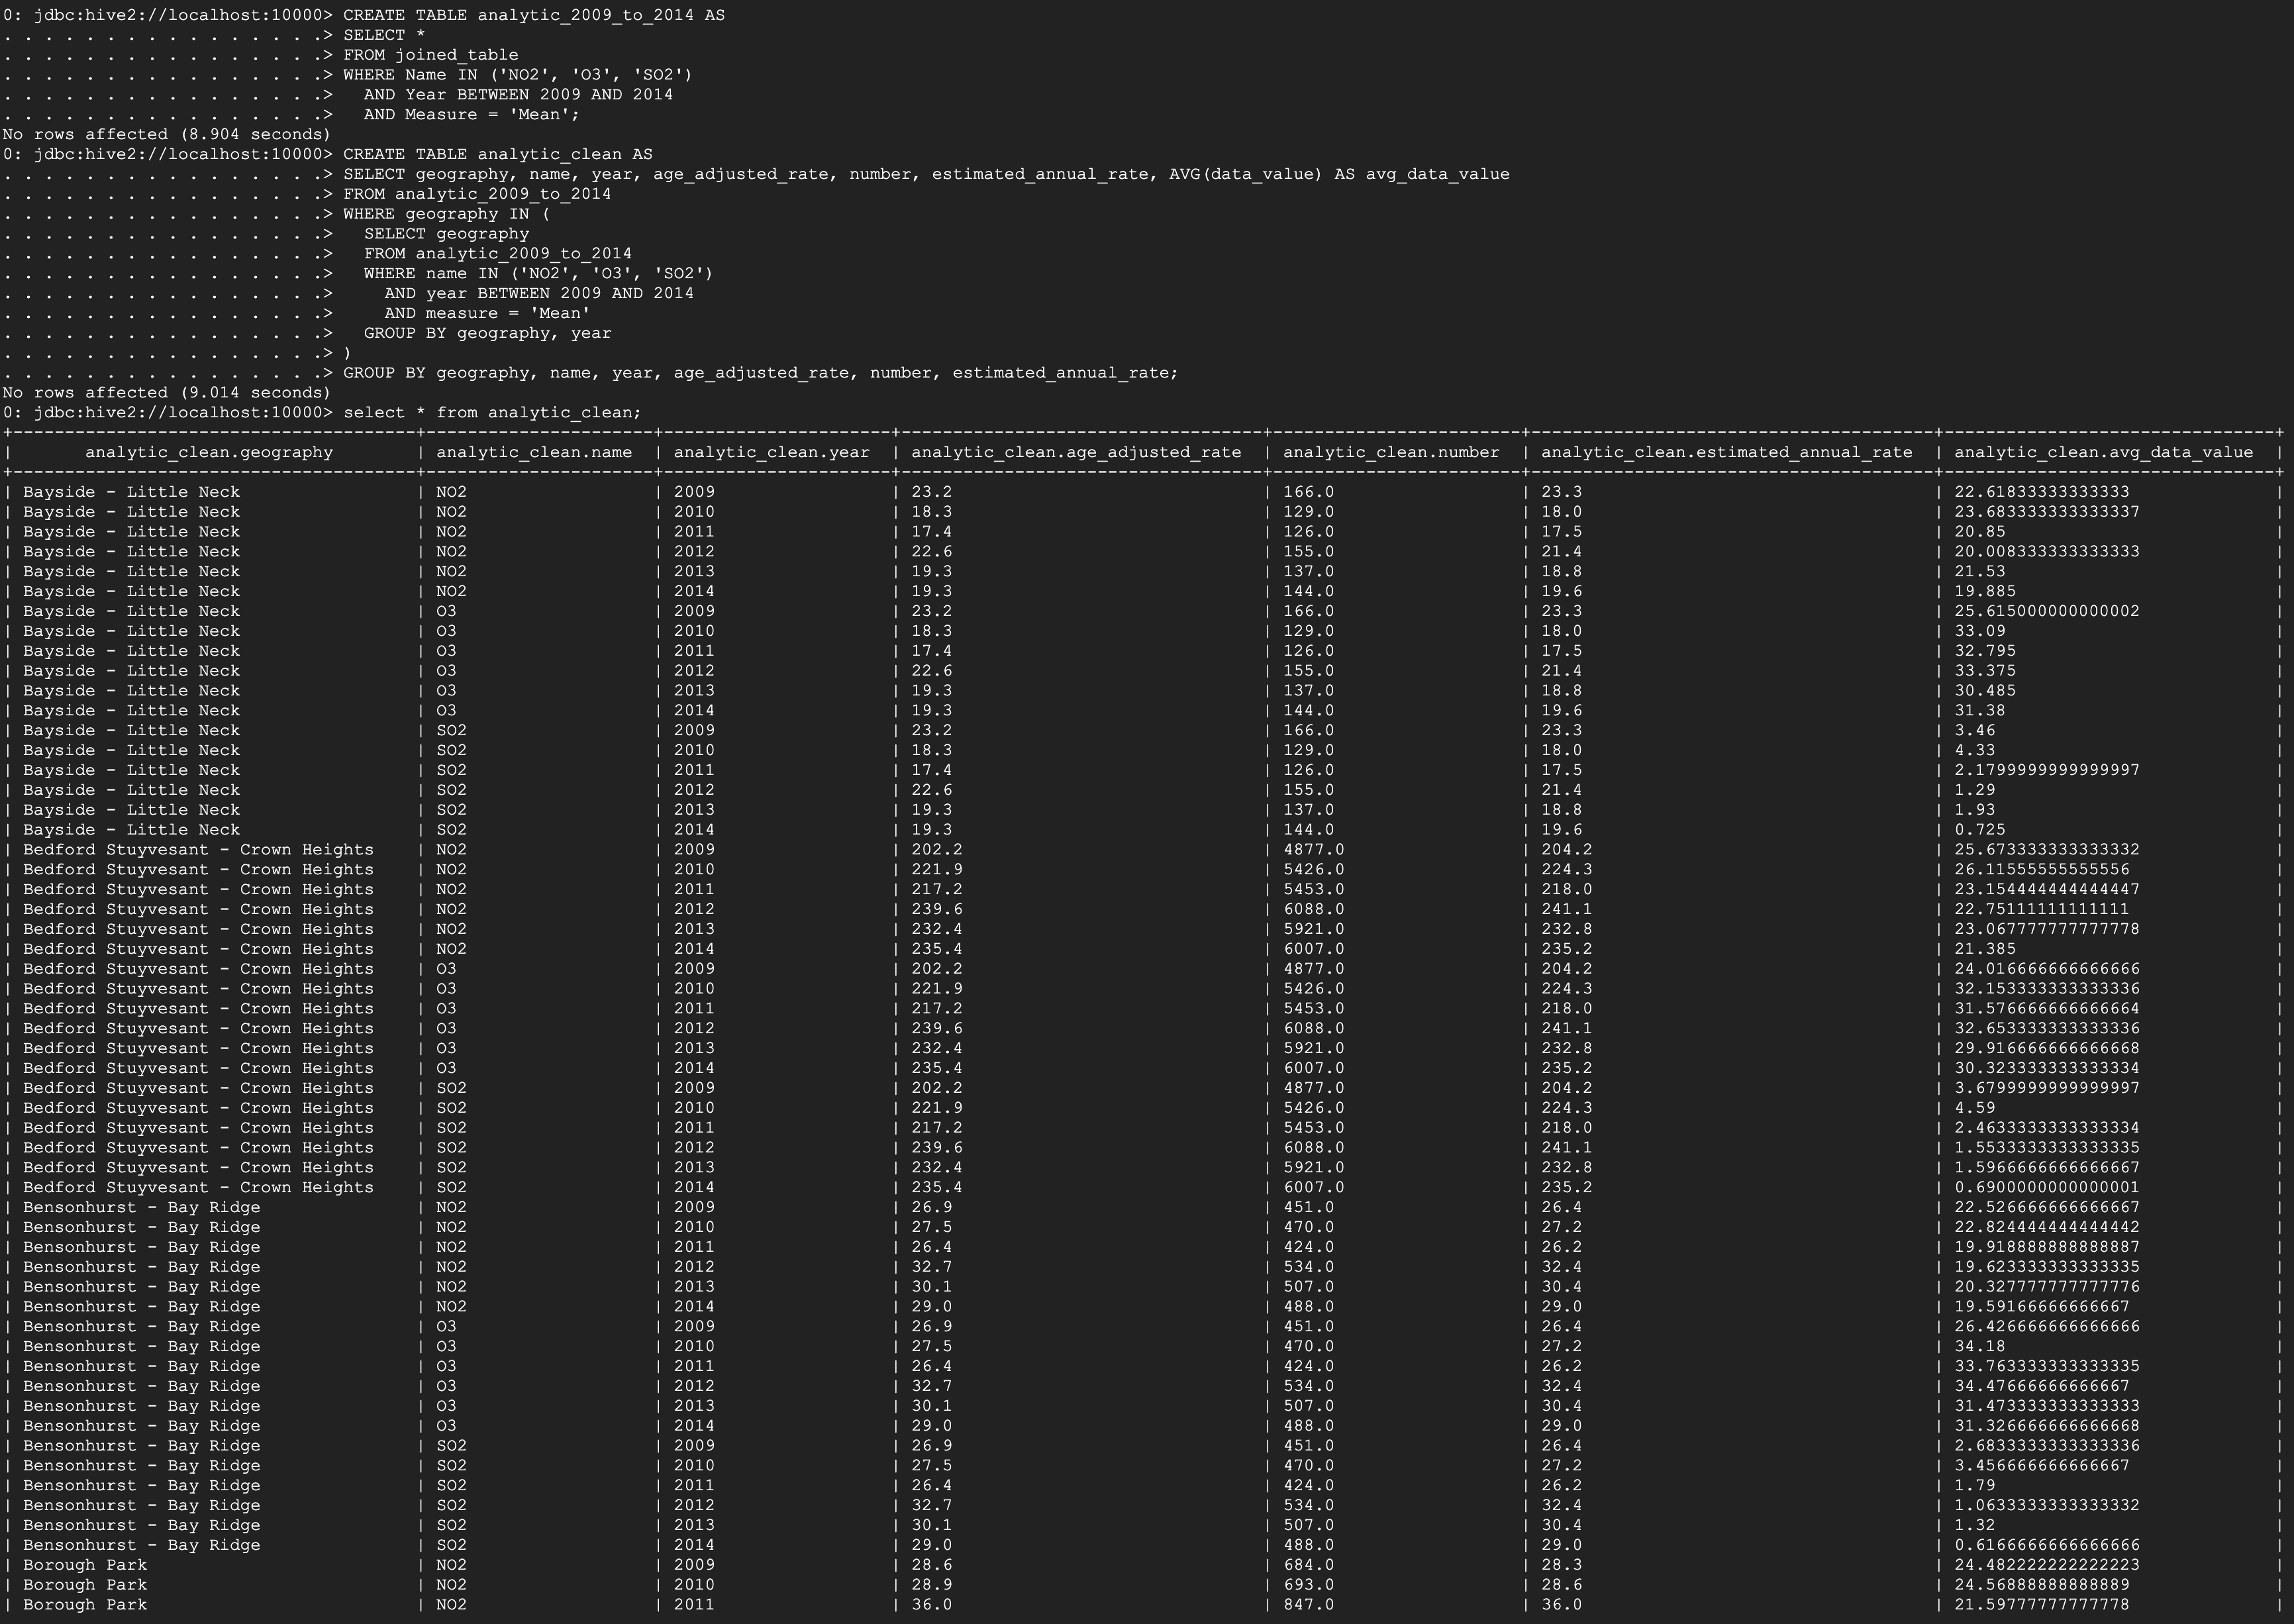 0: jdbc:hive2://localhost:10000> CREATE TABLE analytic_2009_to_2014 AS
. . . . . . . . . . . . . . . .> SELECT *
. . . . . . . . . . . . . . . .> FROM joined_table
. . . . . . . . . . . . . . . .> WHERE Name IN ('NO2', 'O3', 'SO2')
. . . . . . . . . . . . . . . .>   AND Year BETWEEN 2009 AND 2014
. . . . . . . . . . . . . . . .>   AND Measure = 'Mean';
No rows affected (8.904 seconds)
0: jdbc:hive2://localhost:10000> CREATE TABLE analytic_clean AS
. . . . . . . . . . . . . . . .> SELECT geography, name, year, age_adjusted_rate, number, estimated_annual_rate, AVG(data_value) AS avg_data_value
. . . . . . . . . . . . . . . .> FROM analytic_2009_to_2014
. . . . . . . . . . . . . . . .> WHERE geography IN (
. . . . . . . . . . . . . . . .>   SELECT geography
. . . . . . . . . . . . . . . .>   FROM analytic_2009_to_2014
. . . . . . . . . . . . . . . .>   WHERE name IN ('NO2', 'O3', 'SO2')
. . . . . . . . . . . . . . . .>     AND year BETWEEN 2009 AND 2014
. . . . . . . . . . . . . . . .>     AND measure = 'Mean'
. . . . . . . . . . . . . . . .>   GROUP BY geography, year
. . . . . . . . . . . . . . . .> )
. . . . . . . . . . . . . . . .> GROUP BY geography, name, year, age_adjusted_rate, number, estimated_annual_rate;
No rows affected (9.014 seconds)
0: jdbc:hive2://localhost:10000> select * from analytic_clean;
| analytic_clean.geography | analytic_clean.name | analytic_clean.year | analytic_clean.age_adjusted_rate | analytic_clean.number | analytic_clean.estimated_annual_rate | analytic_clean.avg_data_value |
| Bayside - Little Neck | NO2 | 2009 | 23.2 | 166.0 | 23.3 | 22.61833333333333 |
| Bayside - Little Neck | NO2 | 2010 | 18.3 | 129.0 | 18.0 | 23.683333333333337 |
| Bayside - Little Neck | NO2 | 2011 | 17.4 | 126.0 | 17.5 | 20.85 |
| Bayside - Little Neck | NO2 | 2012 | 22.6 | 155.0 | 21.4 | 20.008333333333333 |
| Bayside - Little Neck | NO2 | 2013 | 19.3 | 137.0 | 18.8 | 21.53 |
| Bayside - Little Neck | NO2 | 2014 | 19.3 | 144.0 | 19.6 | 19.885 |
| Bayside - Little Neck | O3 | 2009 | 23.2 | 166.0 | 23.3 | 25.615000000000002 |
| Bayside - Little Neck | O3 | 2010 | 18.3 | 129.0 | 18.0 | 33.09 |
| Bayside - Little Neck | O3 | 2011 | 17.4 | 126.0 | 17.5 | 32.795 |
| Bayside - Little Neck | O3 | 2012 | 22.6 | 155.0 | 21.4 | 33.375 |
| Bayside - Little Neck | O3 | 2013 | 19.3 | 137.0 | 18.8 | 30.485 |
| Bayside - Little Neck | O3 | 2014 | 19.3 | 144.0 | 19.6 | 31.38 |
| Bayside - Little Neck | SO2 | 2009 | 23.2 | 166.0 | 23.3 | 3.46 |
| Bayside - Little Neck | SO2 | 2010 | 18.3 | 129.0 | 18.0 | 4.33 |
| Bayside - Little Neck | SO2 | 2011 | 17.4 | 126.0 | 17.5 | 2.1799999999999997 |
| Bayside - Little Neck | SO2 | 2012 | 22.6 | 155.0 | 21.4 | 1.29 |
| Bayside - Little Neck | SO2 | 2013 | 19.3 | 137.0 | 18.8 | 1.93 |
| Bayside - Little Neck | SO2 | 2014 | 19.3 | 144.0 | 19.6 | 0.725 |
| Bedford Stuyvesant - Crown Heights | NO2 | 2009 | 202.2 | 4877.0 | 204.2 | 25.673333333333332 |
| Bedford Stuyvesant - Crown Heights | NO2 | 2010 | 221.9 | 5426.0 | 224.3 | 26.11555555555556 |
| Bedford Stuyvesant - Crown Heights | NO2 | 2011 | 217.2 | 5453.0 | 218.0 | 23.154444444444447 |
| Bedford Stuyvesant - Crown Heights | NO2 | 2012 | 239.6 | 6088.0 | 241.1 | 22.75111111111111 |
| Bedford Stuyvesant - Crown Heights | NO2 | 2013 | 232.4 | 5921.0 | 232.8 | 23.067777777777778 |
| Bedford Stuyvesant - Crown Heights | NO2 | 2014 | 235.4 | 6007.0 | 235.2 | 21.385 |
| Bedford Stuyvesant - Crown Heights | O3 | 2009 | 202.2 | 4877.0 | 204.2 | 24.016666666666666 |
| Bedford Stuyvesant - Crown Heights | O3 | 2010 | 221.9 | 5426.0 | 224.3 | 32.153333333333336 |
| Bedford Stuyvesant - Crown Heights | O3 | 2011 | 217.2 | 5453.0 | 218.0 | 31.576666666666664 |
| Bedford Stuyvesant - Crown Heights | O3 | 2012 | 239.6 | 6088.0 | 241.1 | 32.653333333333336 |
| Bedford Stuyvesant - Crown Heights | O3 | 2013 | 232.4 | 5921.0 | 232.8 | 29.916666666666668 |
| Bedford Stuyvesant - Crown Heights | O3 | 2014 | 235.4 | 6007.0 | 235.2 | 30.323333333333334 |
| Bedford Stuyvesant - Crown Heights | SO2 | 2009 | 202.2 | 4877.0 | 204.2 | 3.6799999999999997 |
| Bedford Stuyvesant - Crown Heights | SO2 | 2010 | 221.9 | 5426.0 | 224.3 | 4.59 |
| Bedford Stuyvesant - Crown Heights | SO2 | 2011 | 217.2 | 5453.0 | 218.0 | 2.4633333333333334 |
| Bedford Stuyvesant - Crown Heights | SO2 | 2012 | 239.6 | 6088.0 | 241.1 | 1.5533333333333335 |
| Bedford Stuyvesant - Crown Heights | SO2 | 2013 | 232.4 | 5921.0 | 232.8 | 1.5966666666666667 |
| Bedford Stuyvesant - Crown Heights | SO2 | 2014 | 235.4 | 6007.0 | 235.2 | 0.6900000000000001 |
| Bensonhurst - Bay Ridge | NO2 | 2009 | 26.9 | 451.0 | 26.4 | 22.526666666666667 |
| Bensonhurst - Bay Ridge | NO2 | 2010 | 27.5 | 470.0 | 27.2 | 22.824444444444442 |
| Bensonhurst - Bay Ridge | NO2 | 2011 | 26.4 | 424.0 | 26.2 | 19.918888888888887 |
| Bensonhurst - Bay Ridge | NO2 | 2012 | 32.7 | 534.0 | 32.4 | 19.623333333333335 |
| Bensonhurst - Bay Ridge | NO2 | 2013 | 30.1 | 507.0 | 30.4 | 20.327777777777776 |
| Bensonhurst - Bay Ridge | NO2 | 2014 | 29.0 | 488.0 | 29.0 | 19.59166666666667 |
| Bensonhurst - Bay Ridge | O3 | 2009 | 26.9 | 451.0 | 26.4 | 26.426666666666666 |
| Bensonhurst - Bay Ridge | O3 | 2010 | 27.5 | 470.0 | 27.2 | 34.18 |
| Bensonhurst - Bay Ridge | O3 | 2011 | 26.4 | 424.0 | 26.2 | 33.763333333333335 |
| Bensonhurst - Bay Ridge | O3 | 2012 | 32.7 | 534.0 | 32.4 | 34.47666666666667 |
| Bensonhurst - Bay Ridge | O3 | 2013 | 30.1 | 507.0 | 30.4 | 31.473333333333333 |
| Bensonhurst - Bay Ridge | O3 | 2014 | 29.0 | 488.0 | 29.0 | 31.326666666666668 |
| Bensonhurst - Bay Ridge | SO2 | 2009 | 26.9 | 451.0 | 26.4 | 2.6833333333333336 |
| Bensonhurst - Bay Ridge | SO2 | 2010 | 27.5 | 470.0 | 27.2 | 3.456666666666667 |
| Bensonhurst - Bay Ridge | SO2 | 2011 | 26.4 | 424.0 | 26.2 | 1.79 |
| Bensonhurst - Bay Ridge | SO2 | 2012 | 32.7 | 534.0 | 32.4 | 1.0633333333333332 |
| Bensonhurst - Bay Ridge | SO2 | 2013 | 30.1 | 507.0 | 30.4 | 1.32 |
| Bensonhurst - Bay Ridge | SO2 | 2014 | 29.0 | 488.0 | 29.0 | 0.6166666666666666 |
| Borough Park | NO2 | 2009 | 28.6 | 684.0 | 28.3 | 24.482222222222223 |
| Borough Park | NO2 | 2010 | 28.9 | 693.0 | 28.6 | 24.56888888888889 |
| Borough Park | NO2 | 2011 | 36.0 | 847.0 | 36.0 | 21.59777777777778 |